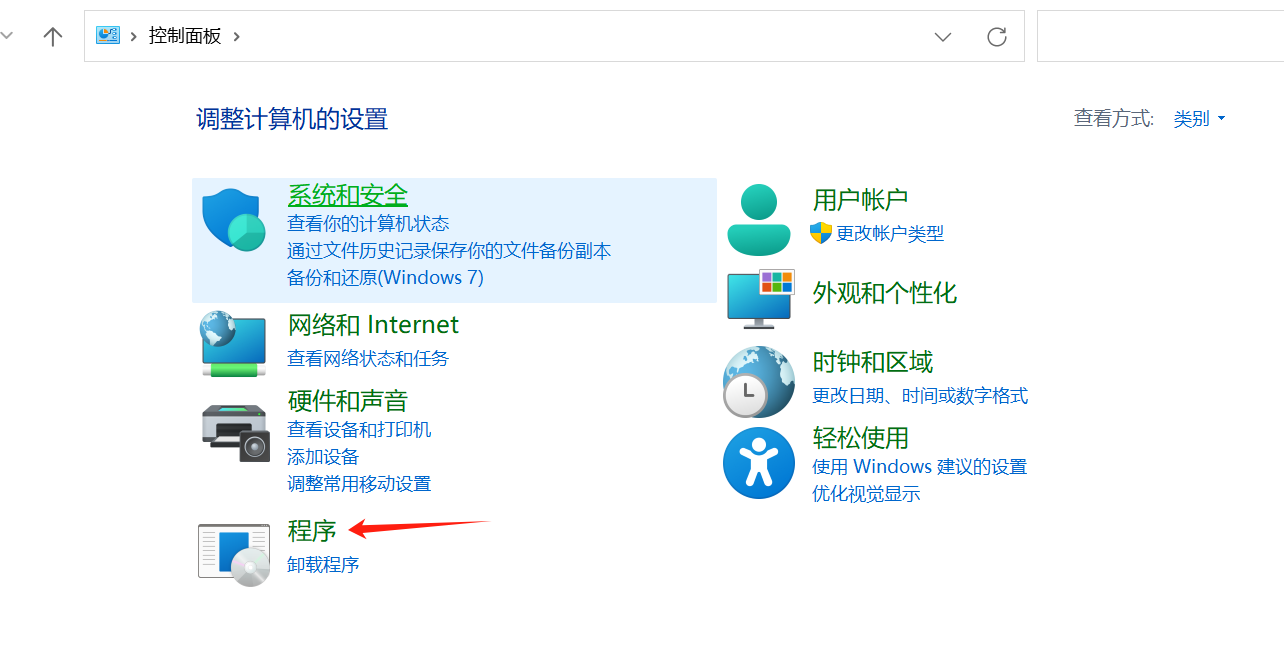 控制面板
调整计算机的设置
查看方式: 类别
系统和安全
查看你的计算机状态
通过文件历史记录保存你的文件备份副本
备份和还原(Windows 7)
网络和 Internet
查看网络状态和任务
硬件和声音
查看设备和打印机
添加设备
调整常用移动设置
程序
卸载程序
用户帐户
更改帐户类型
外观和个性化
时钟和区域
更改日期、时间或数字格式
轻松使用
使用 Windows 建议的设置
优化视觉显示